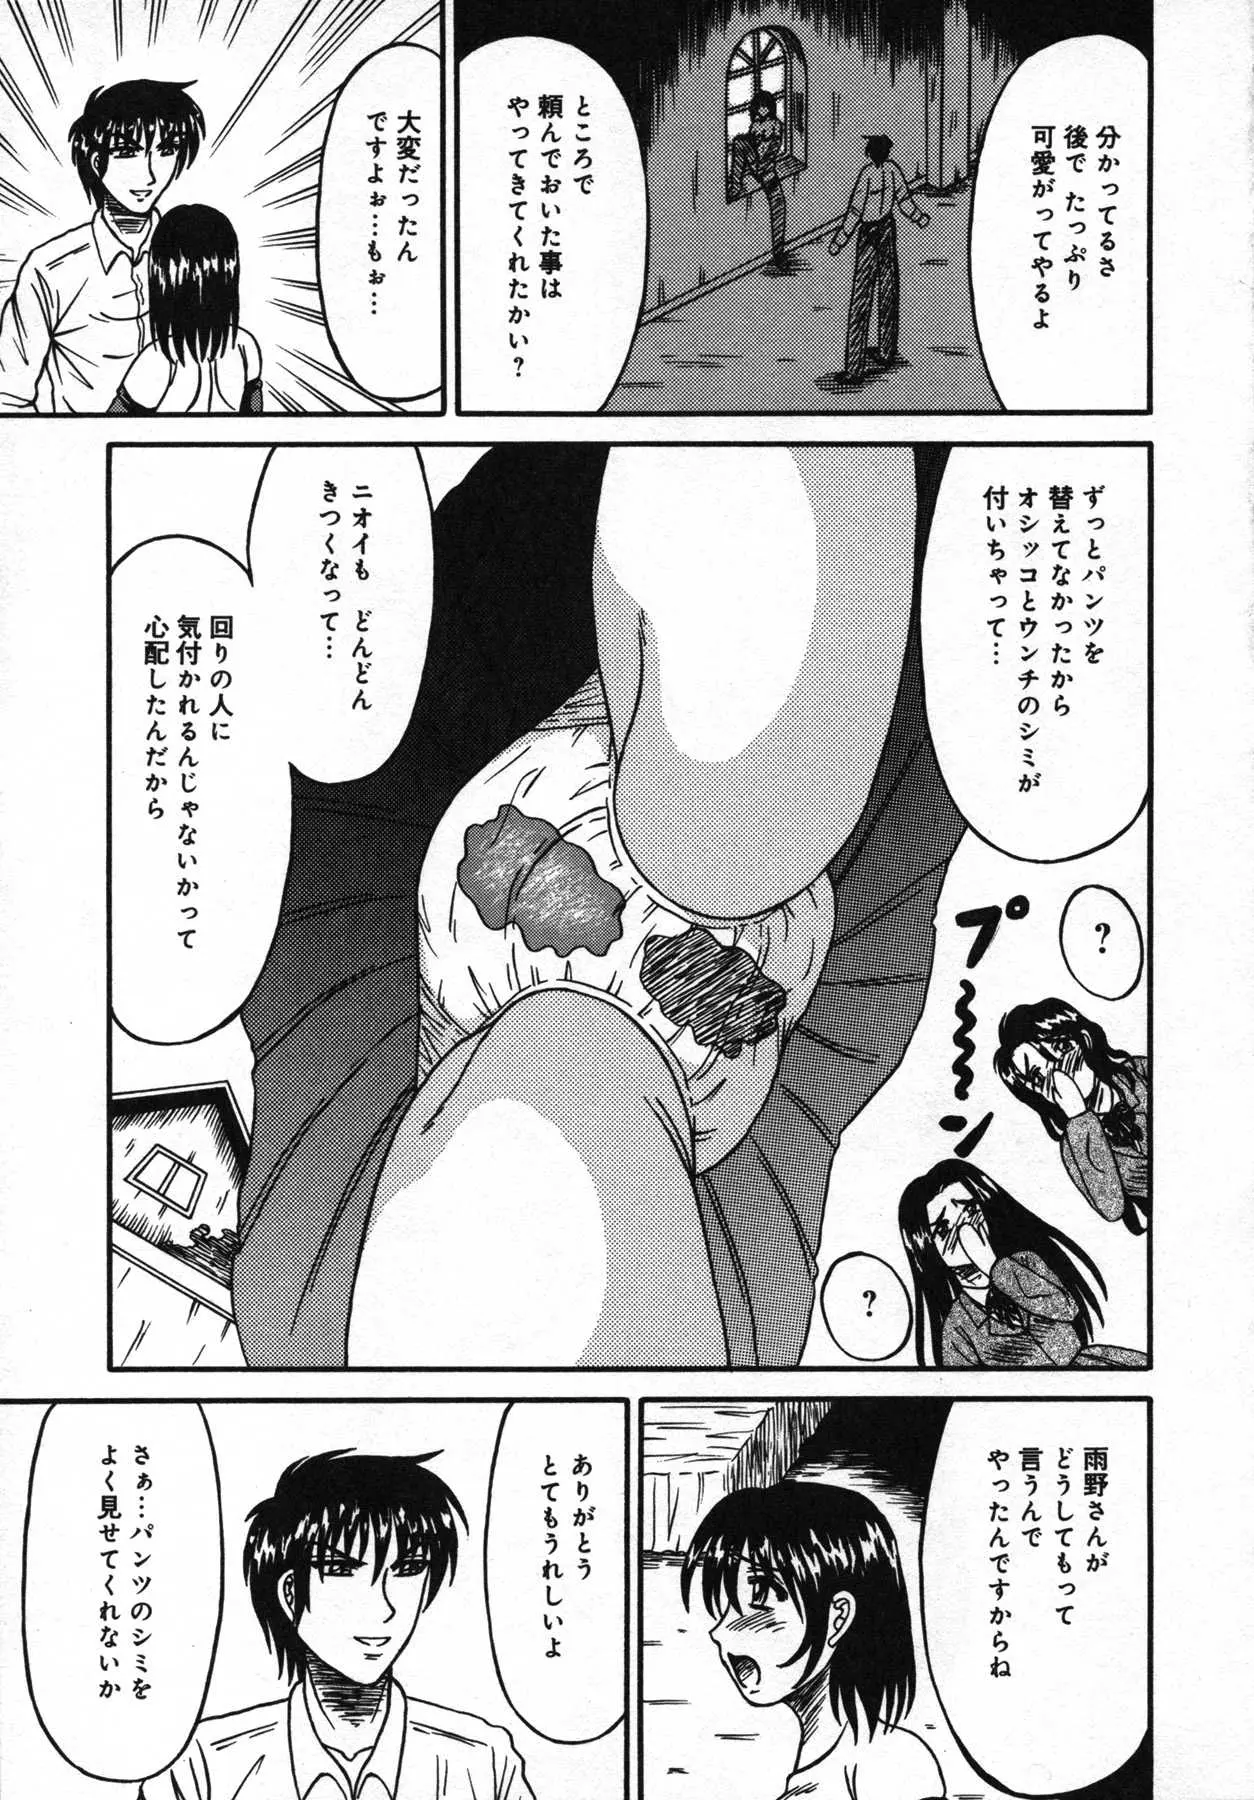 分かってるさ
後で たっぷり
可愛がってやるよ
ところで
頼んでおいた事は
やってきてくれたかい?
大変だったん
ですよぉ…もぉ…
ずっとパンツを
替えてなかったから
オシッコとウンチのシミが
付いちゃって…
ニオイも どんどん
きつくなって…
回りの人に
気付かれるんじゃないかって
心配したんだから
?
プ〜ン
?
雨野さんが
どうしてもって
言うんで
やったんですからね
ありがとう
とてもうれしいよ
さぁ…パンツのシミを
よく見せてくれないか